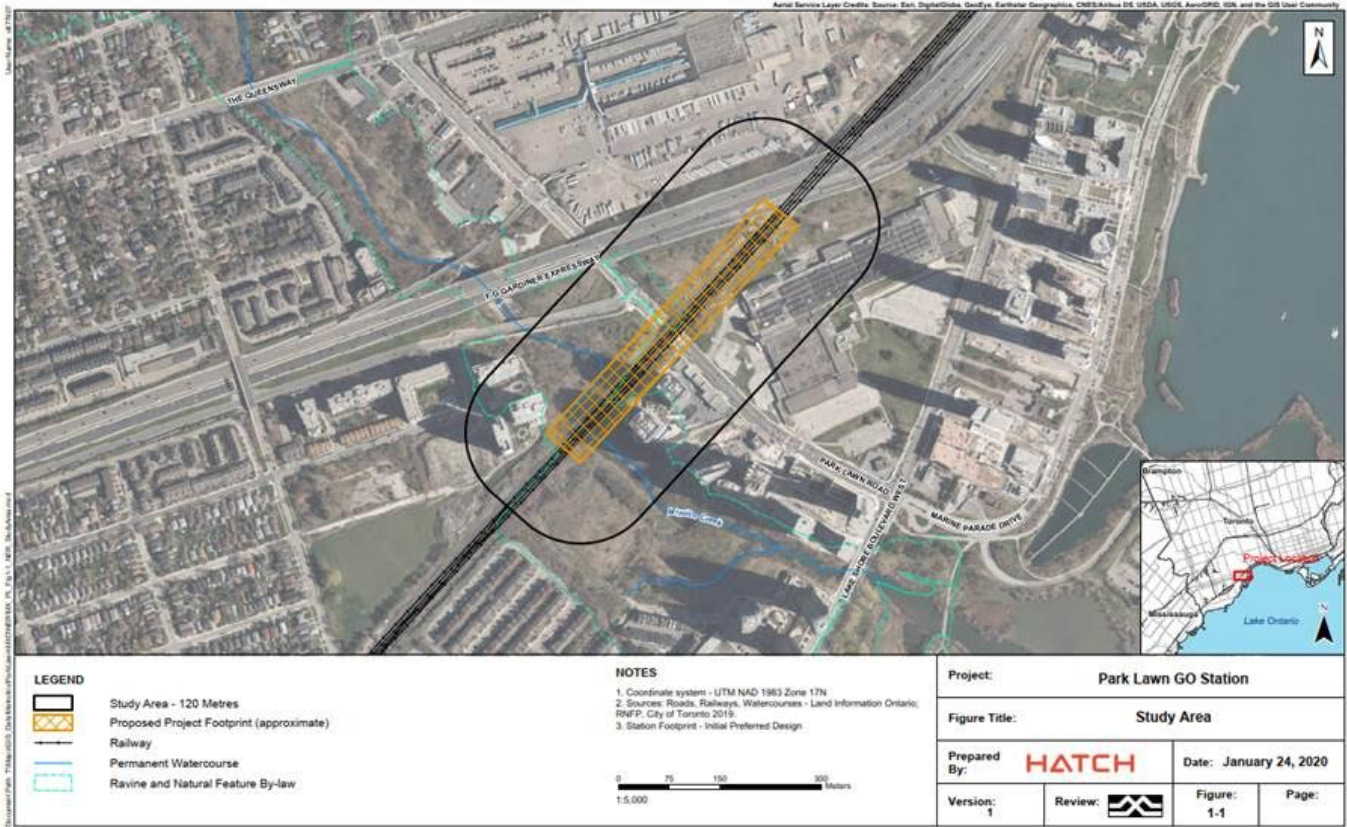 Aerial Service Layer Credits: Source: Esri, DigitalGlobe, GeoEye, Earthstar Geographics, CNES/Airbus DS, USDA, USGS, AeroGRID, IGN, and the GIS User Community
N
THE QUEENSWAY
F.G GARDINER EXPRESSWAY
PARK LAWN ROAD
MARINE PARADE DRIVE
LAKE SHORE BOULEVARD WEST
Mimico Creek
Brampton
Toronto
Project Location
Mississauga
Lake Ontario
N
LEGEND
Study Area - 120 Metres
Proposed Project Footprint (approximate)
Railway
Permanent Watercourse
Ravine and Natural Feature By-law
NOTES
1. Coordinate system - UTM NAD 1983 Zone 17N
2. Sources: Roads, Railways, Watercourses - Land Information Ontario;
RNFP, City of Toronto 2019.
3. Station Footprint - Initial Preferred Design
0 75 150 300
Meters
1:5,000
Project: Park Lawn GO Station
Figure Title: Study Area
Prepared By: HATCH
Date: January 24, 2020
Version: 1
Review:
Figure: 1-1
Page: